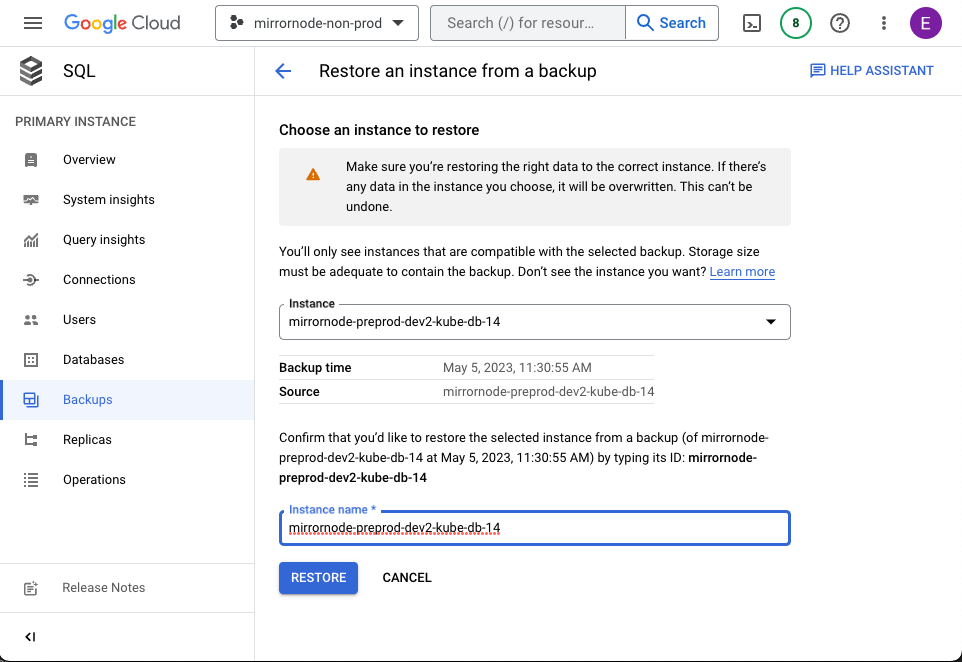 Google Cloud
mirrornode-non-prod
Search (/) for resour...
Search
8
E
SQL
Restore an instance from a backup
HELP ASSISTANT
PRIMARY INSTANCE
Overview
System insights
Query insights
Connections
Users
Databases
Backups
Replicas
Operations
Release Notes
Choose an instance to restore
Make sure you’re restoring the right data to the correct instance. If there’s
any data in the instance you choose, it will be overwritten. This can’t be
undone.
You’ll only see instances that are compatible with the selected backup. Storage size
must be adequate to contain the backup. Don’t see the instance you want? Learn more
Instance
mirrornode-preprod-dev2-kube-db-14
Backup time May 5, 2023, 11:30:55 AM
Source mirrornode-preprod-dev2-kube-db-14
Confirm that you’d like to restore the selected instance from a backup (of mirrornode-
preprod-dev2-kube-db-14 at May 5, 2023, 11:30:55 AM) by typing its ID: mirrornode-
preprod-dev2-kube-db-14
Instance name *
mirrornode-preprod-dev2-kube-db-14
RESTORE CANCEL